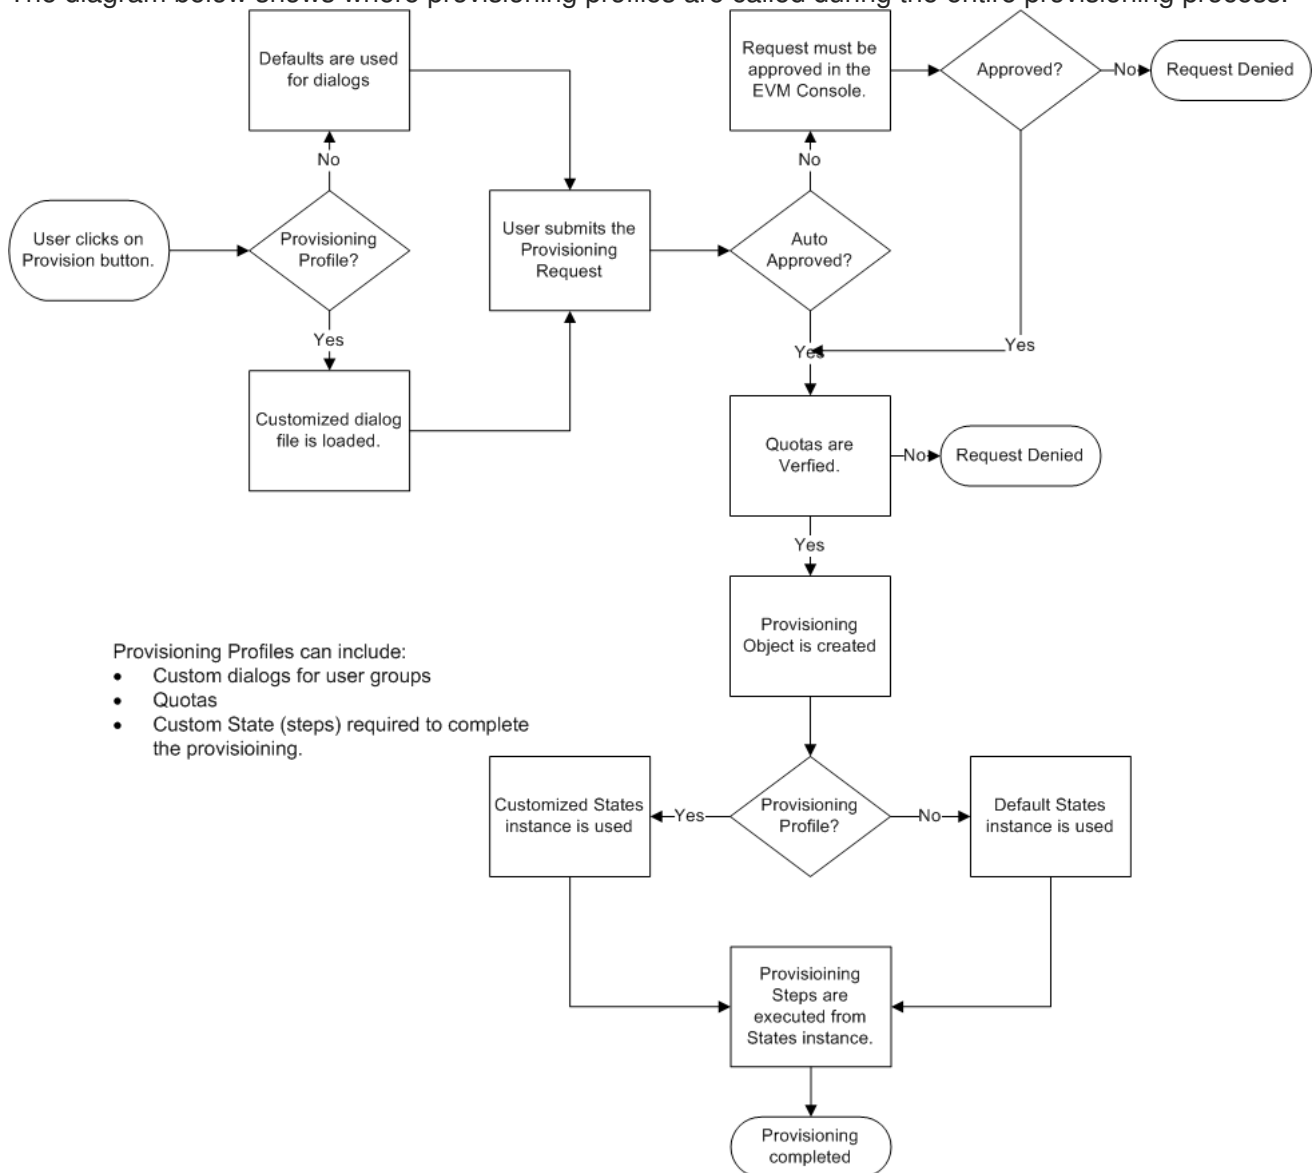 The diagram below shows where provisioning profiles are called during the entire provisioning process.
Defaults are used
for dialogs
Request must be
approved in the
EVM Console.
Approved?
No
Request Denied
No
No
User clicks on
Provision button.
Provisioning
Profile?
User submits the
Provisioning
Request
Auto
Approved?
Yes
Yes
Yes
Customized dialog
file is loaded.
Quotas are
Verfied.
No
Request Denied
Yes
Provisioning
Object is created
Provisioning Profiles can include:
• Custom dialogs for user groups
• Quotas
• Custom State (steps) required to complete
the provisioining.
Customized States
instance is used
Yes
Provisioning
Profile?
No
Default States
instance is used
Provisioining
Steps are
executed from
States instance.
Provisioning
completed